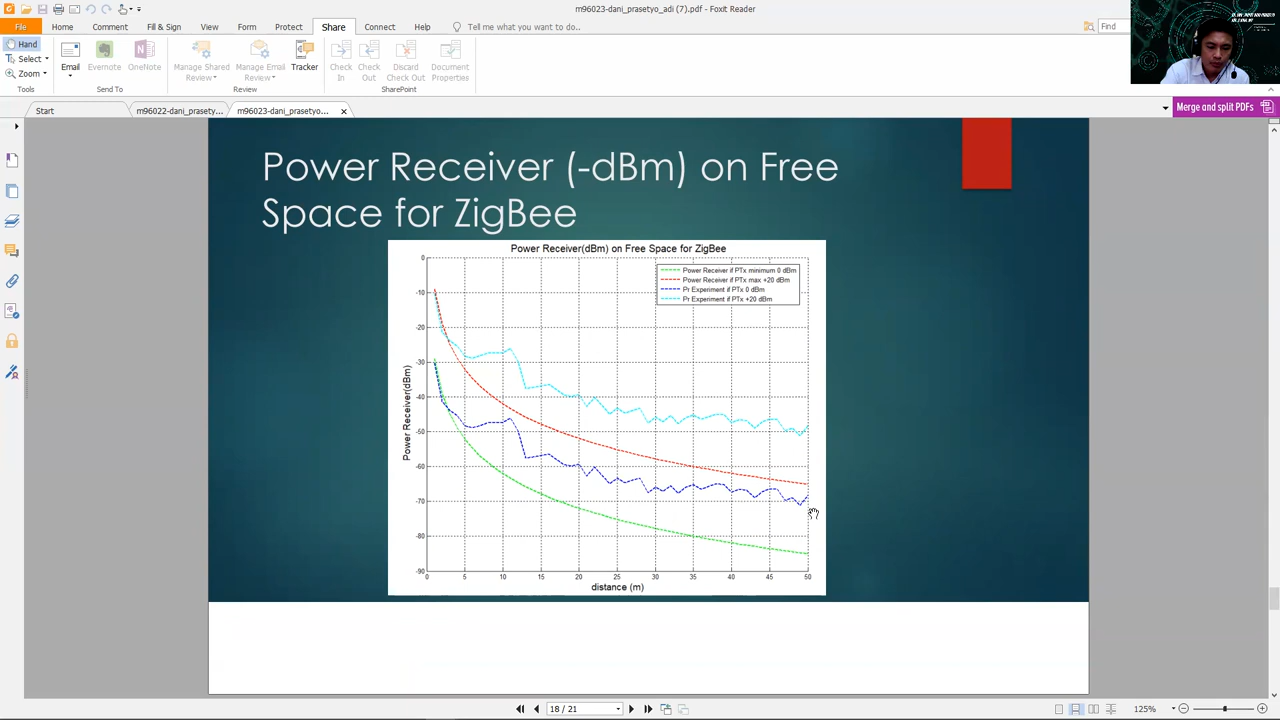 m96023-dani_prasetyo_adi (7).pdf - Foxit Reader
File Home Comment Fill & Sign View Form Protect Share Connect Help Tell me what you want to do.. Find
Hand
Select
Zoom
Tools
Email
Evernote
OneNote
Send To
Manage Shared Review
Manage Email Review
Tracker
Review
Check In
Check Out
Discard Check Out
Document Properties
SharePoint
Start
m96022-dani_prasety...
m96023-dani_prasetyo...
Merge and split PDFs
Power Receiver (-dBm) on Free
Space for ZigBee
Power Receiver(dBm) on Free Space for ZigBee
Power Receiver if PTx minimum 0 dBm
Power Receiver if PTx max +20 dBm
Pr Experiment if PTx 0 dBm
Pr Experiment if PTx +20 dBm
Power Receiver(dBm)
0
-10
-20
-30
-40
-50
-60
-70
-80
-90
0 5 10 15 20 25 30 35 40 45 50
distance (m)
18 / 21
125%